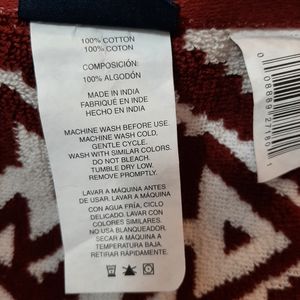 100% COTTON
100% COTON
COMPOSICIÓN:
100% ALGODÓN
MADE IN INDIA
FABRIQUÉ EN INDE
HECHO EN INDIA
MACHINE WASH BEFORE USE.
MACHINE WASH COLD,
GENTLE CYCLE.
WASH WITH SIMILAR COLORS.
DO NOT BLEACH.
TUMBLE DRY LOW.
REMOVE PROMPTLY.
LAVAR A MÁQUINA ANTES
DE USAR. LAVAR A MÁQUINA
CON AGUA FRÍA, CICLO
DELICADO. LAVAR CON
COLORES SIMILARES.
NO USAR BLANQUEADOR.
SECAR A MÁQUINA A
TEMPERATURA BAJA.
RETIRAR RÁPIDAMENTE.